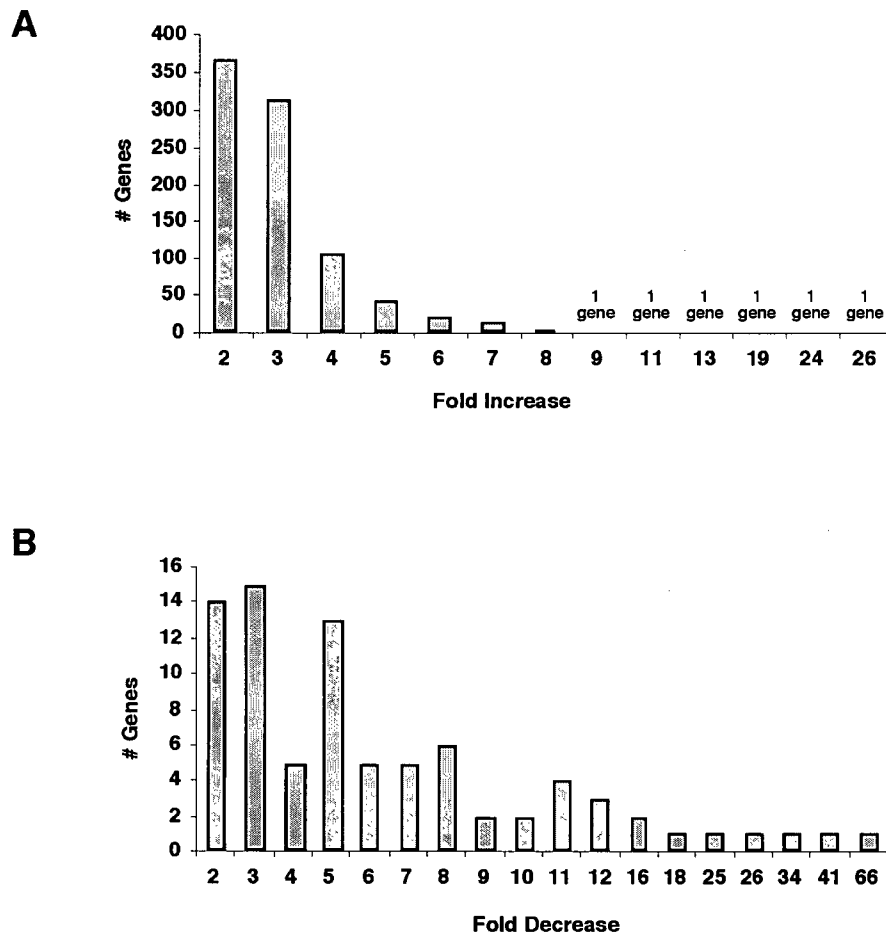 A
400
350
300
250
200
150
100
50
0
# Genes
1 gene
1 gene
1 gene
1 gene
1 gene
1 gene
2 3 4 5 6 7 8 9 11 13 19 24 26
Fold Increase
B
16
14
12
10
8
6
4
2
0
# Genes
2 3 4 5 6 7 8 9 10 11 12 16 18 25 26 34 41 66
Fold Decrease